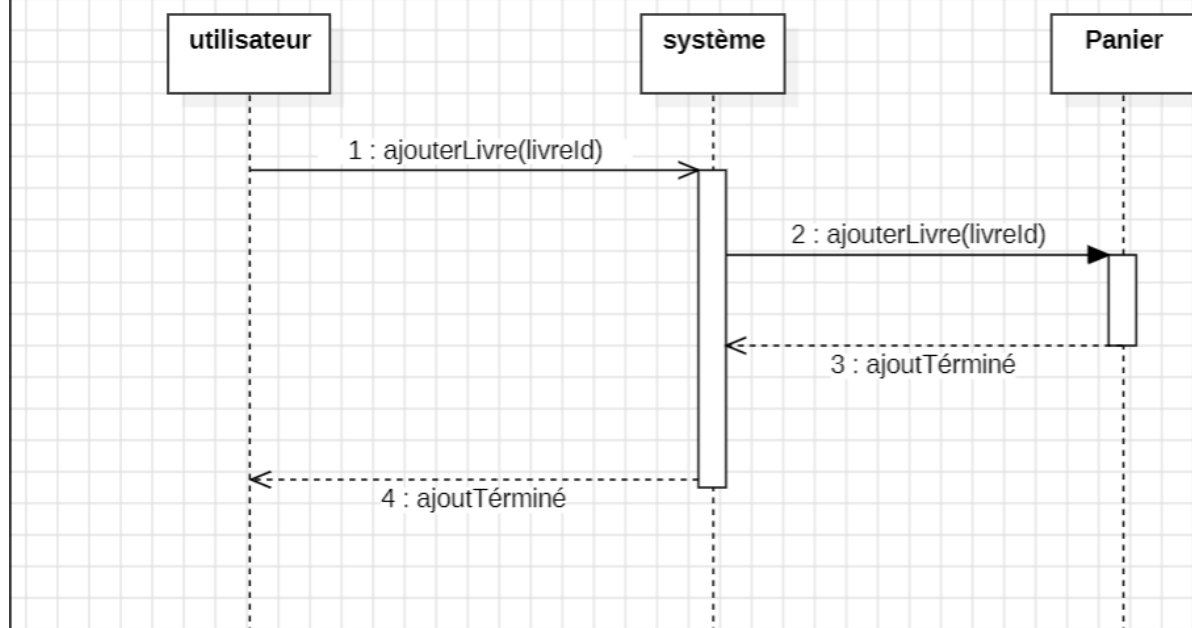 utilisateur
système
Panier
1 : ajouterLivre(livreId)
2 : ajouterLivre(livreId)
3 : ajoutTérminé
4 : ajoutTérminé